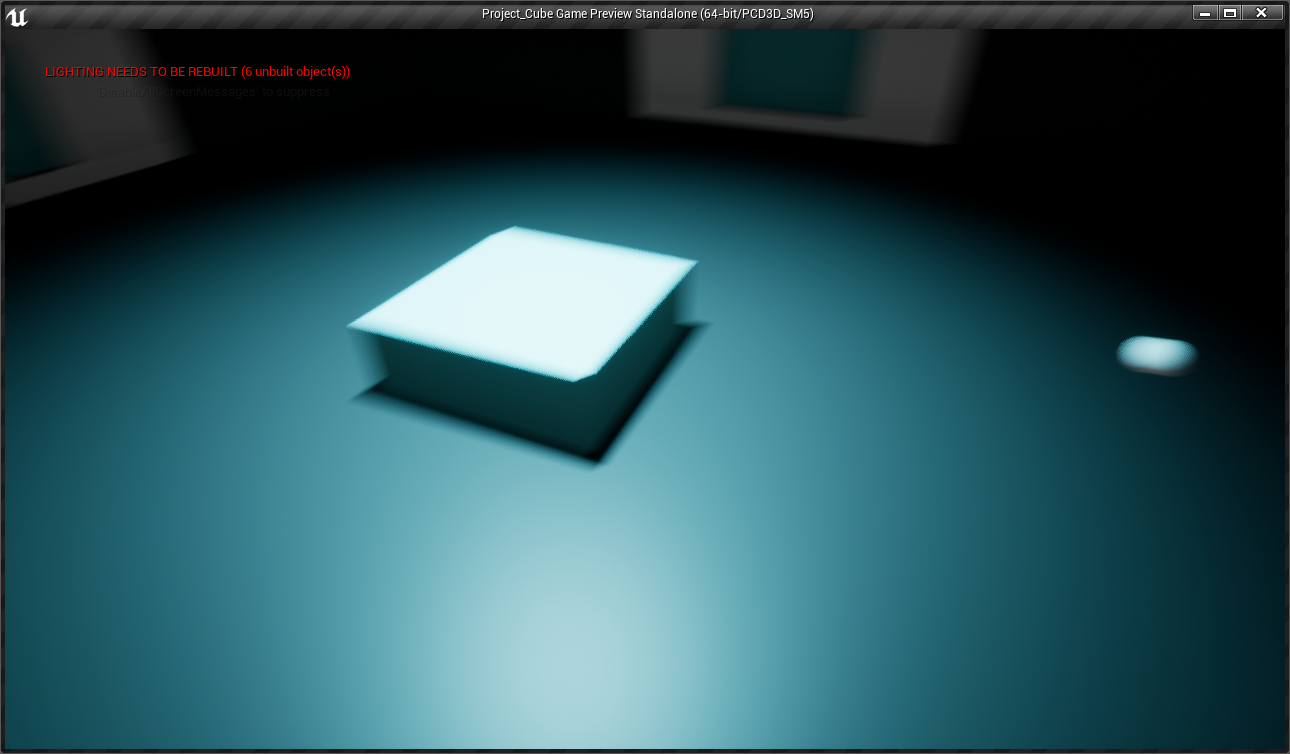 Project_Cube Game Preview Standalone (64-bit/PCD3D_SM5)
LIGHTING NEEDS TO BE REBUILT (6 unbuilt object(s))
'DisableAllScreenMessages' to suppress